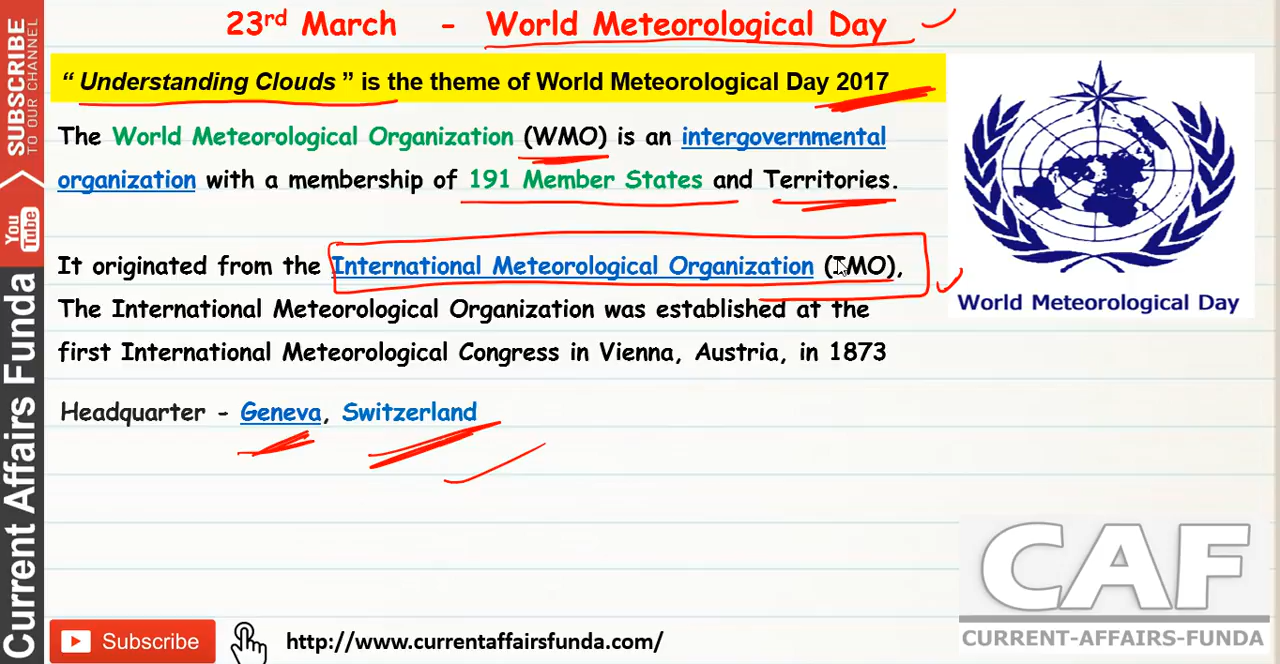 23rd March - World Meteorological Day
“ Understanding Clouds ” is the theme of World Meteorological Day 2017
The World Meteorological Organization (WMO) is an intergovernmental
organization with a membership of 191 Member States and Territories.
It originated from the International Meteorological Organization (IMO),
The International Meteorological Organization was established at the
first International Meteorological Congress in Vienna, Austria, in 1873
Headquarter - Geneva, Switzerland
World Meteorological Day
SUBSCRIBE
TO OUR CHANNEL
You
Tube
Current Affairs Funda
CAF
CURRENT-AFFAIRS-FUNDA
Subscribe
http://www.currentaffairsfunda.com/